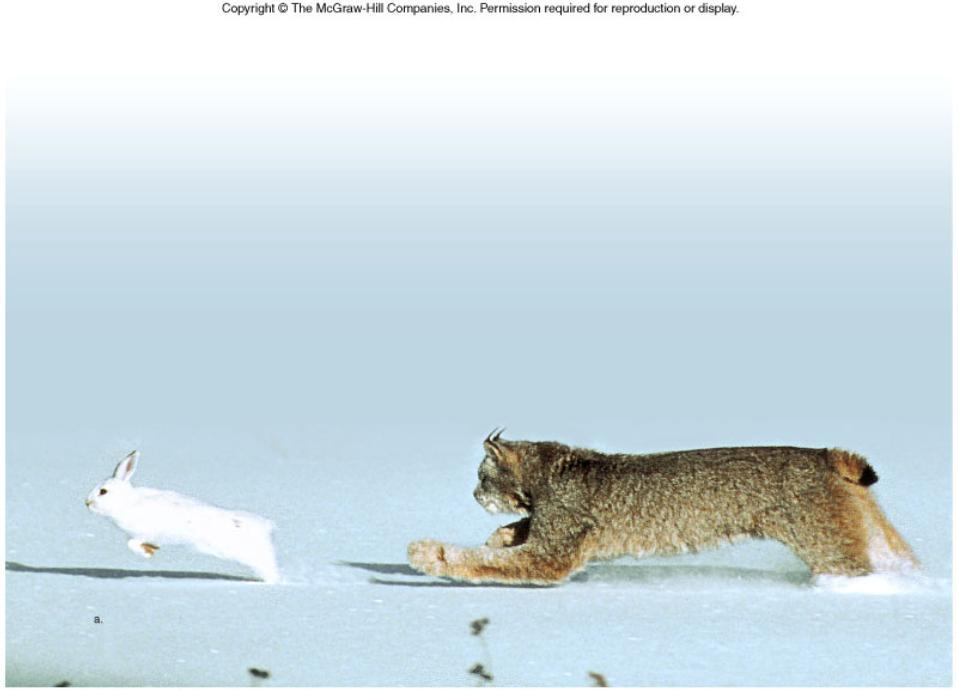 Copyright © The McGraw-Hill Companies, Inc. Permission required for reproduction or display.
a.